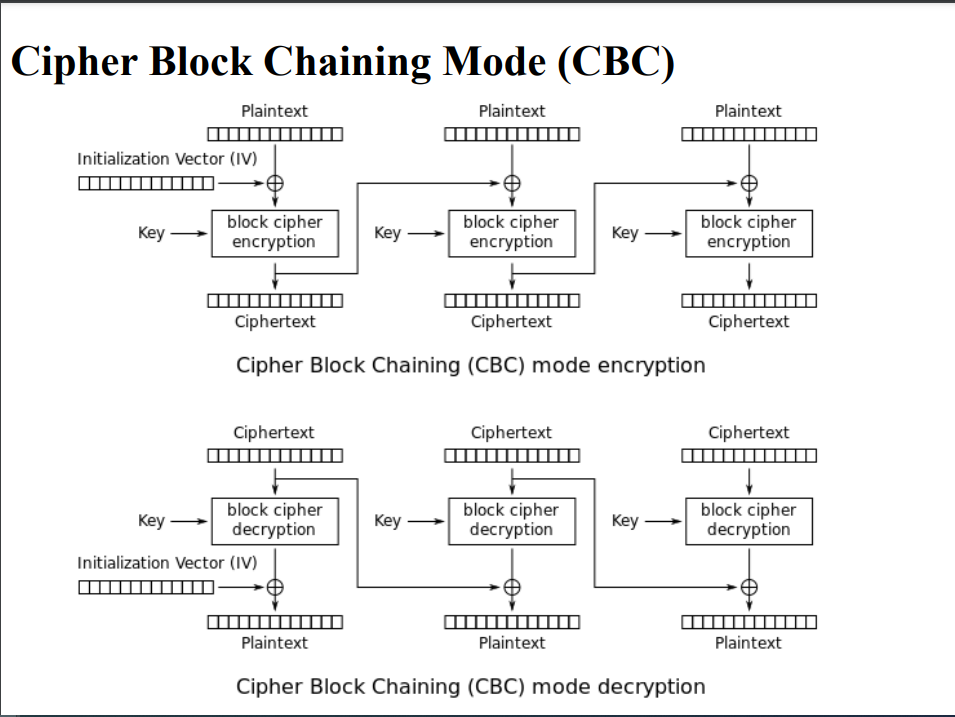 Cipher Block Chaining Mode (CBC)
Plaintext Plaintext Plaintext
Initialization Vector (IV)
Key block cipher encryption Key block cipher encryption Key block cipher encryption
Ciphertext Ciphertext Ciphertext
Cipher Block Chaining (CBC) mode encryption
Ciphertext Ciphertext Ciphertext
Key block cipher decryption Key block cipher decryption Key block cipher decryption
Initialization Vector (IV)
Plaintext Plaintext Plaintext
Cipher Block Chaining (CBC) mode decryption